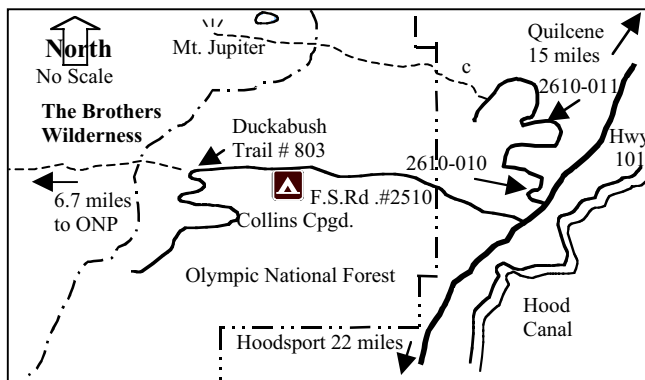 North
No Scale
Mt. Jupiter
c
Quilcene
15 miles
2610-011
The Brothers
Wilderness
Duckabush
Trail # 803
2610-010
Hwy
101
6.7 miles
to ONP
F.S.Rd .#2510
Collins Cpgd.
Olympic National Forest
Hood
Canal
Hoodsport 22 miles